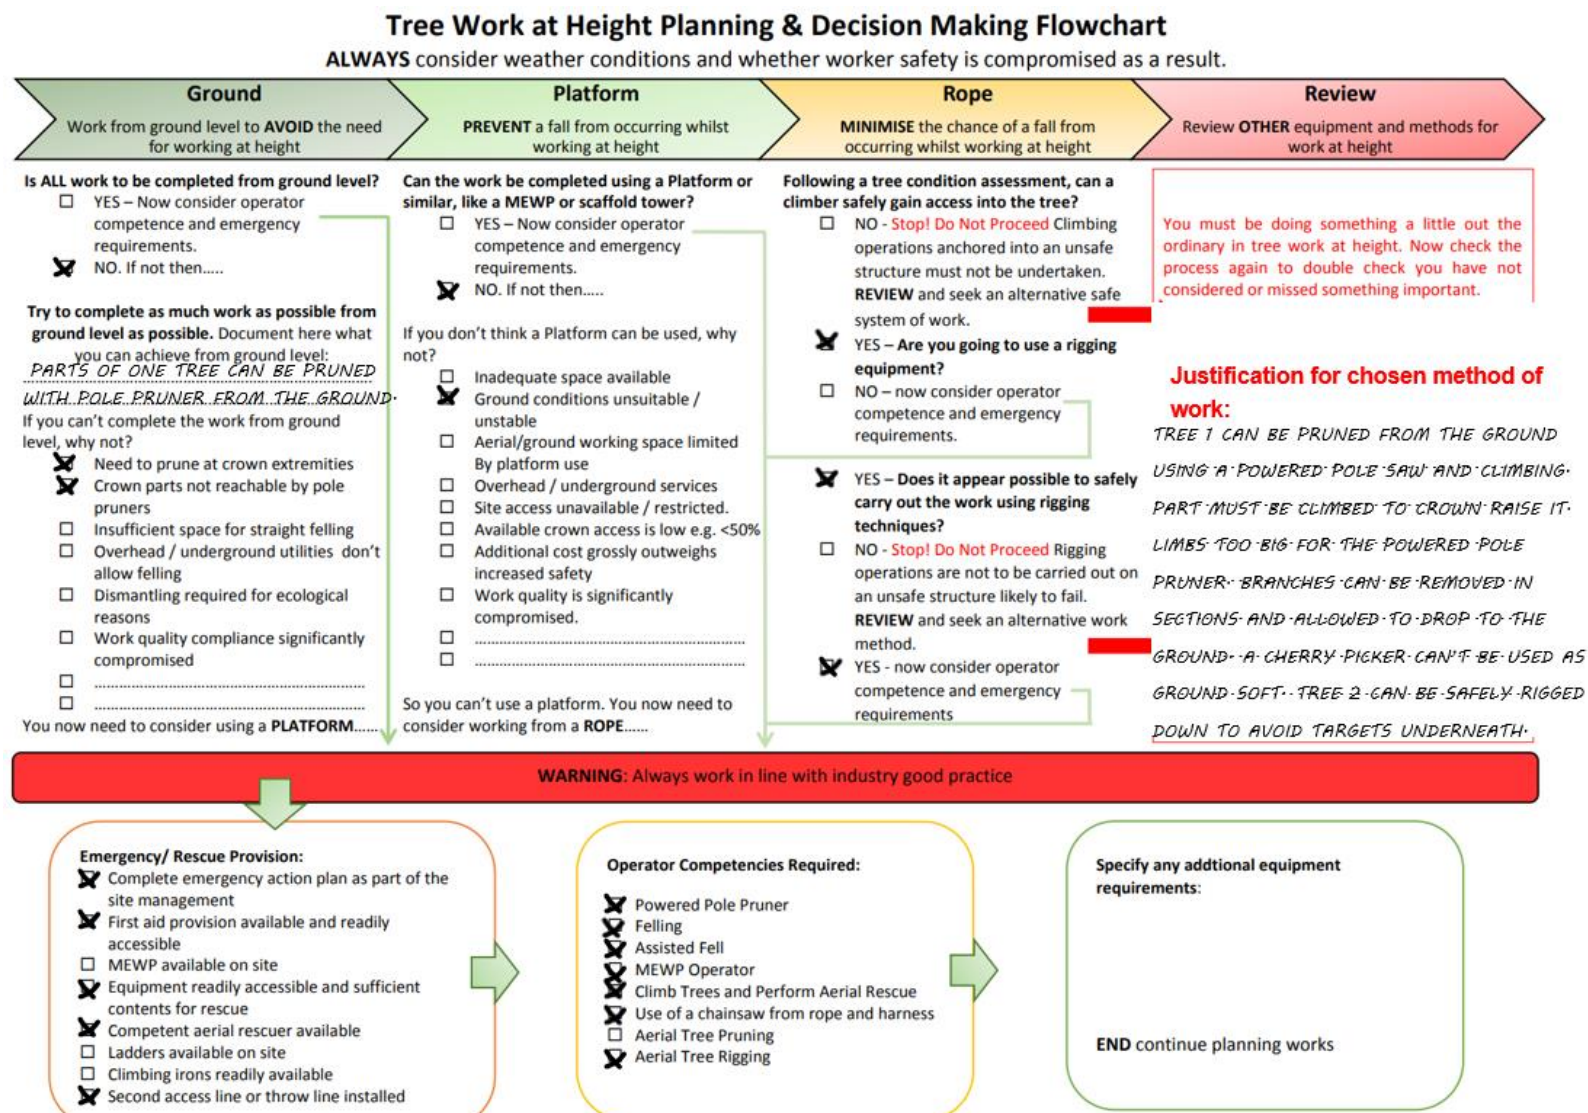 Tree Work at Height Planning & Decision Making Flowchart
ALWAYS consider weather conditions and whether worker safety is compromised as a result.
Ground
Work from ground level to AVOID the need
for working at height
Platform
PREVENT a fall from occurring whilst
working at height
Rope
MINIMISE the chance of a fall from
occurring whilst working at height
Review
Review OTHER equipment and methods for
work at height
Is ALL work to be completed from ground level?
YES – Now consider operator
competence and emergency
requirements.
NO. If not then.....
Try to complete as much work as possible from
ground level as possible. Document here what
you can achieve from ground level:
PARTS OF ONE TREE CAN BE PRUNED
WITH POLE PRUNER FROM THE GROUND.
If you can't complete the work from ground
level, why not?
Need to prune at crown extremities
Crown parts not reachable by pole
pruners
Insufficient space for straight felling
Overhead / underground utilities don't
allow felling
Dismantling required for ecological
reasons
Work quality compliance significantly
compromised
You now need to consider using a PLATFORM......
Can the work be completed using a Platform or
similar, like a MEWP or scaffold tower?
YES – Now consider operator
competence and emergency
requirements.
NO. If not then.....
If you don't think a Platform can be used, why
not?
Inadequate space available
Ground conditions unsuitable /
unstable
Aerial/ground working space limited
By platform use
Overhead / underground services
Site access unavailable / restricted.
Available crown access is low e.g. <50%
Additional cost grossly outweighs
increased safety
Work quality is significantly
compromised.
So you can't use a platform. You now need to
consider working from a ROPE......
Following a tree condition assessment, can a
climber safely gain access into the tree?
NO - Stop! Do Not Proceed Climbing
operations anchored into an unsafe
structure must not be undertaken.
REVIEW and seek an alternative safe
system of work.
YES – Are you going to use a rigging
equipment?
NO – now consider operator
competence and emergency
requirements.
YES – Does it appear possible to safely
carry out the work using rigging
techniques?
NO - Stop! Do Not Proceed Rigging
operations are not to be carried out on
an unsafe structure likely to fail.
REVIEW and seek an alternative work
method.
YES - now consider operator
competence and emergency
requirements
You must be doing something a little out the
ordinary in tree work at height. Now check the
process again to double check you have not
considered or missed something important.
Justification for chosen method of
work:
TREE 1 CAN BE PRUNED FROM THE GROUND
USING A POWERED POLE SAW AND CLIMBING.
PART MUST BE CLIMBED TO CROWN RAISE IT.
LIMBS TOO BIG FOR THE POWERED POLE
PRUNER. BRANCHES CAN BE REMOVED IN
SECTIONS AND ALLOWED TO DROP TO THE
GROUND. A CHERRY PICKER CAN'T BE USED AS
GROUND SOFT. TREE 2 CAN BE SAFELY RIGGED
DOWN TO AVOID TARGETS UNDERNEATH.
WARNING: Always work in line with industry good practice
Emergency/ Rescue Provision:
Complete emergency action plan as part of the
site management
First aid provision available and readily
accessible
MEWP available on site
Equipment readily accessible and sufficient
contents for rescue
Competent aerial rescuer available
Ladders available on site
Climbing irons readily available
Second access line or throw line installed
Operator Competencies Required:
Powered Pole Pruner
Felling
Assisted Fell
MEWP Operator
Climb Trees and Perform Aerial Rescue
Use of a chainsaw from rope and harness
Aerial Tree Pruning
Aerial Tree Rigging
Specify any addtional equipment
requirements:
END continue planning works